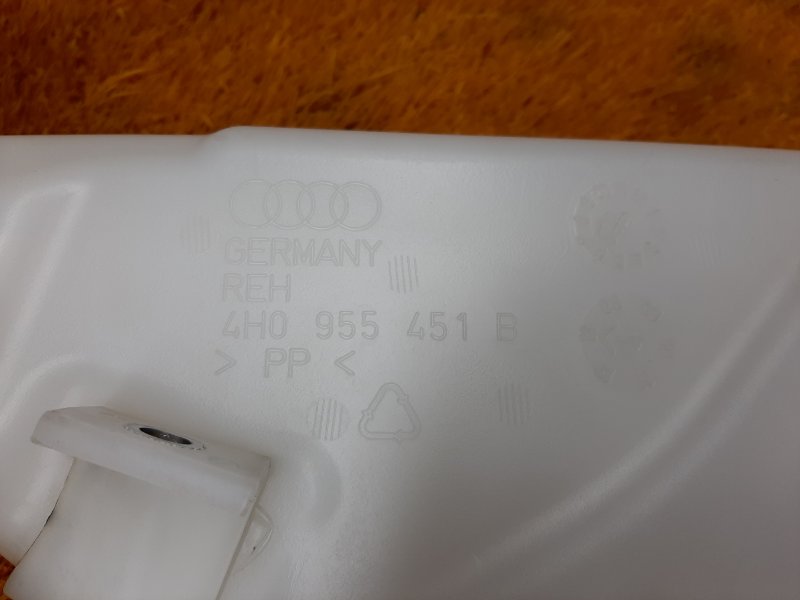 GERMANY
REH
4H0 955 451 B
> PP <